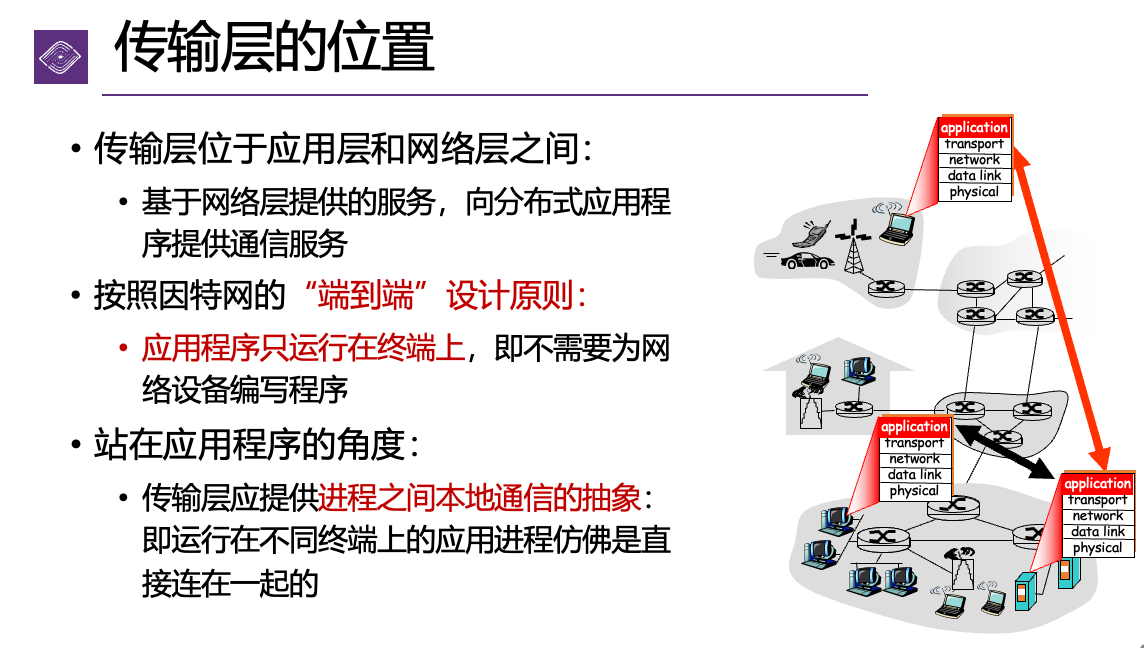 传输层的位置
• 传输层位于应用层和网络层之间：
• 基于网络层提供的服务，向分布式应用程
序提供通信服务
• 按照因特网的“端到端”设计原则：
• 应用程序只运行在终端上，即不需要为网
络设备编写程序
• 站在应用程序的角度：
• 传输层应提供进程之间本地通信的抽象：
即运行在不同终端上的应用进程仿佛是直
接连在一起的
application
transport
network
data link
physical
application
transport
network
data link
physical
application
transport
network
data link
physical